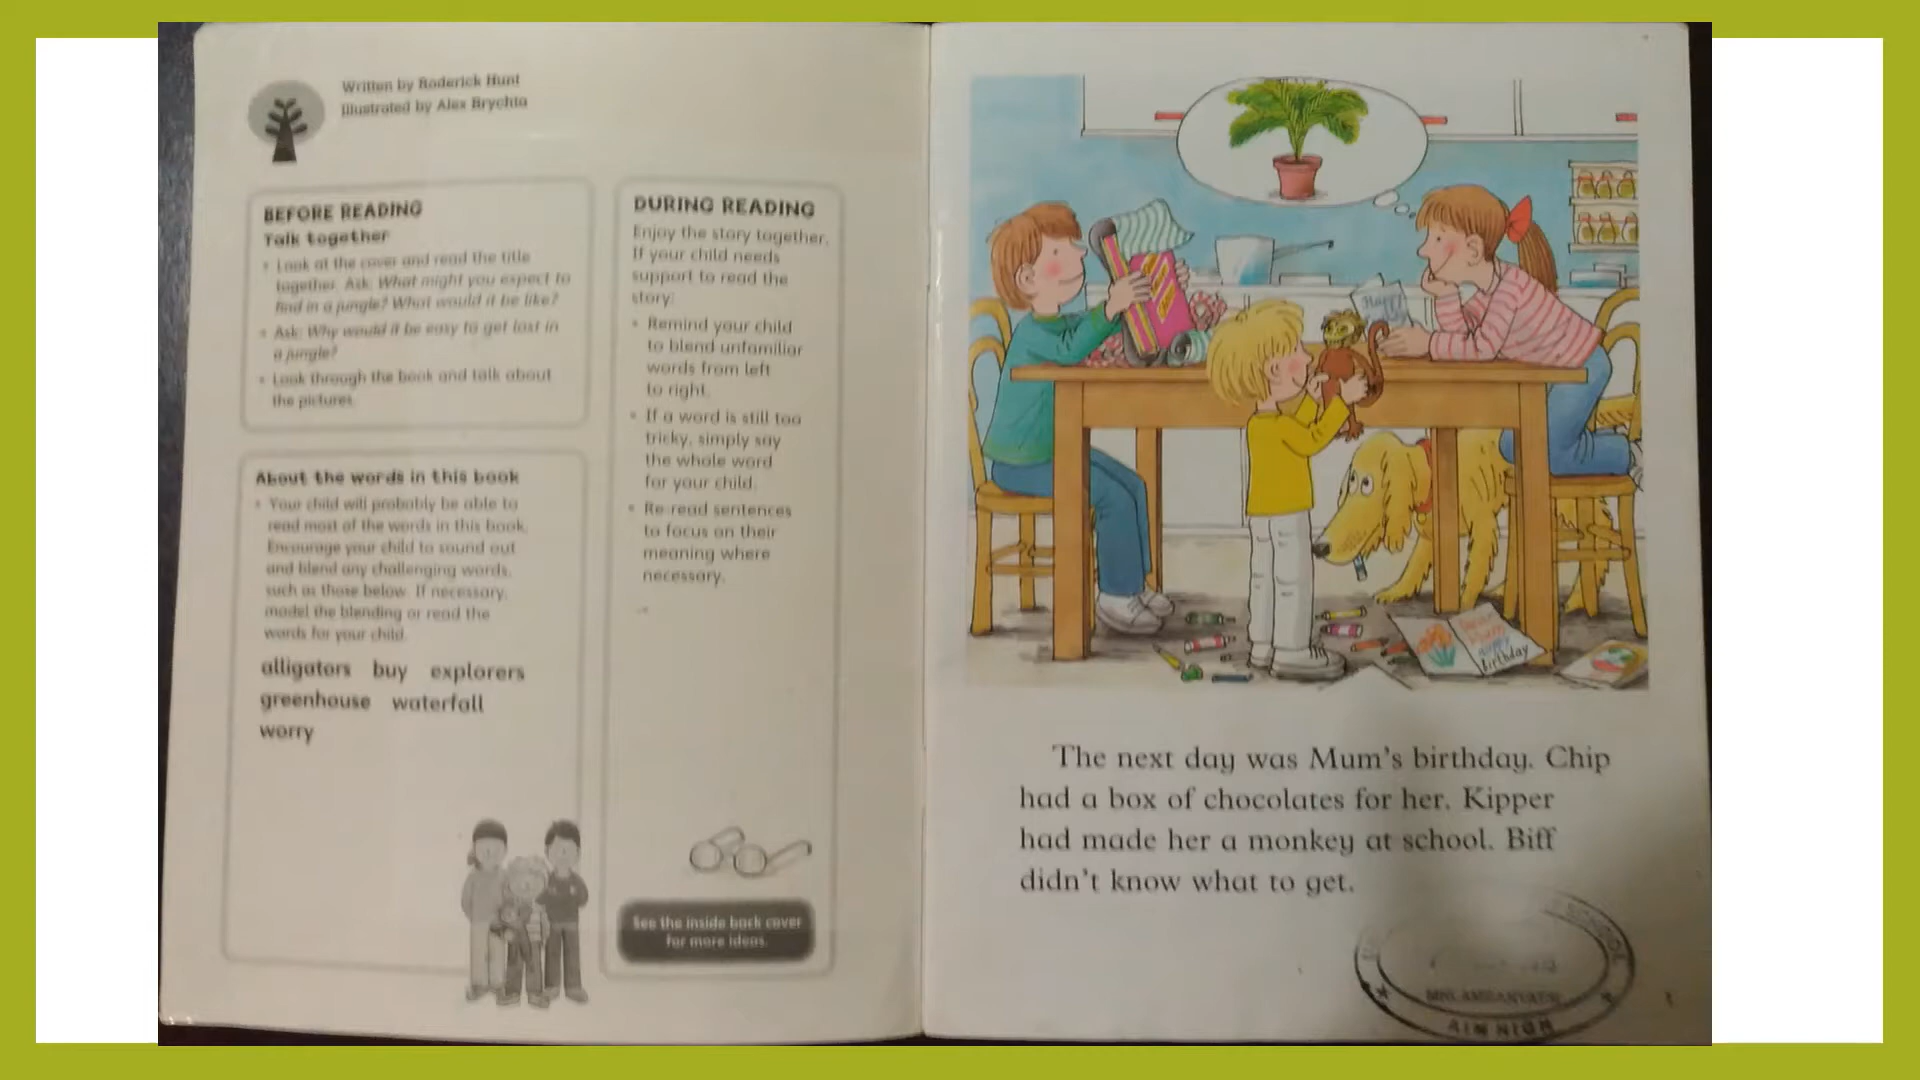 Written by Roderick Hunt
Illustrated by Alex Brychta
BEFORE READING
Talk together
• Look at the cover and read the title
together. Ask: What might you expect to
find in a jungle? What would it be like?
• Ask: Why would it be easy to get lost in
a jungle?
• Look through the book and talk about
the pictures.
About the words in this book
• Your child will probably be able to
read most of the words in this book.
Encourage your child to sound out
and blend any challenging words,
such as those below. If necessary,
model the blending or read the
words for your child.
alligators buy explorers
greenhouse waterfall
worry
DURING READING
Enjoy the story together.
If your child needs
support to read the
story:
• Remind your child
to blend unfamiliar
words from left
to right.
• If a word is still too
tricky, simply say
the whole word
for your child.
• Re-read sentences
to focus on their
meaning where
necessary.
See the inside back cover
for more ideas.
Happy
happy
birthday
The next day was Mum's birthday. Chip
had a box of chocolates for her. Kipper
had made her a monkey at school. Biff
didn't know what to get.
1